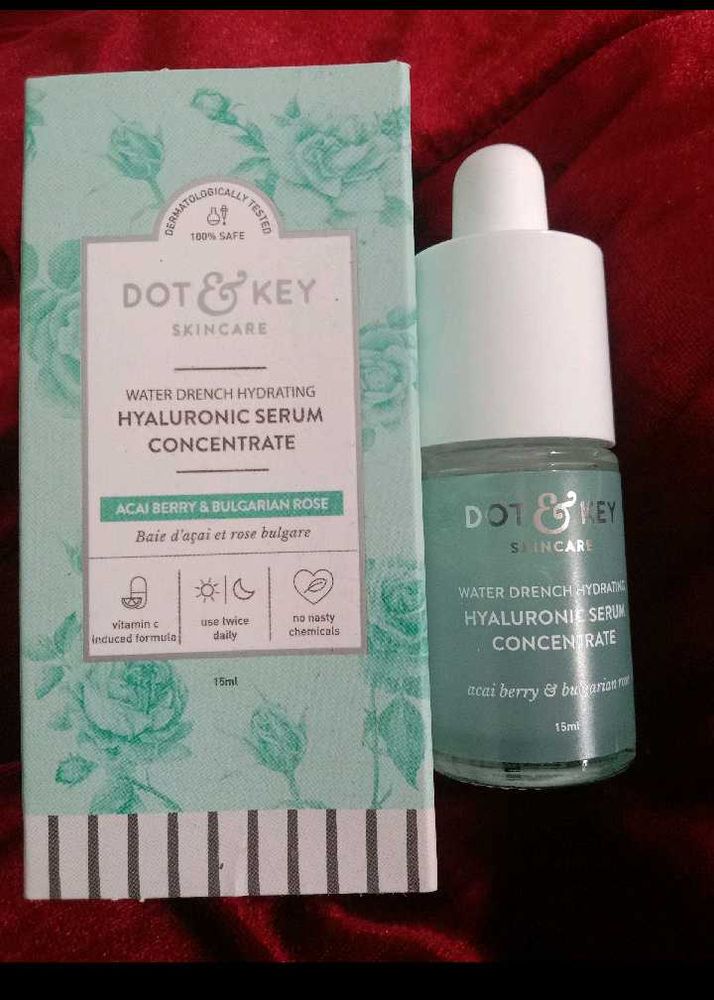 DERMATOLOGICALLY TESTED
100% SAFE
DOT & KEY
SKINCARE
WATER DRENCH HYDRATING
HYALURONIC SERUM
CONCENTRATE
ACAI BERRY & BULGARIAN ROSE
Baie d'açai et rose bulgare
vitamin c
induced formula
use twice
daily
no nasty
chemicals
15ml
DOT & KEY
SKINCARE
WATER DRENCH HYDRATING
HYALURONIC SERUM
CONCENTRATE
acai berry & bulgarian rose
15ml